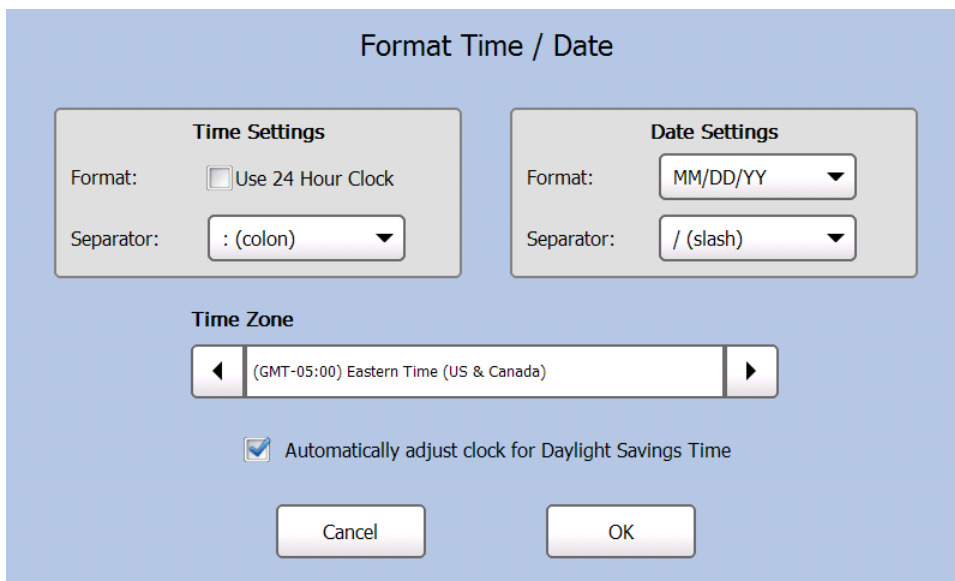 Format Time / Date
Time Settings
Format:
Use 24 Hour Clock
Separator:
: (colon)
Date Settings
Format:
MM/DD/YY
Separator:
/ (slash)
Time Zone
(GMT-05:00) Eastern Time (US & Canada)
Automatically adjust clock for Daylight Savings Time
Cancel
OK